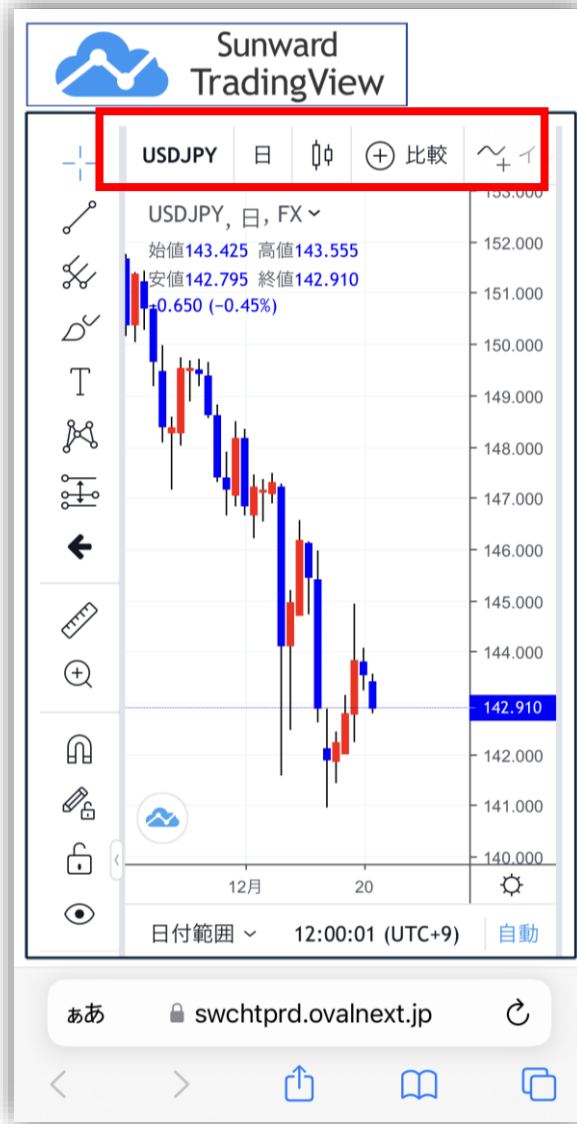 Sunward
TradingView
USDJPY 日 比較 イ
USDJPY, 日, FX
153.000
始値143.425 高値143.555
安値142.795 終値142.910
−0.650 (−0.45%)
152.000
151.000
150.000
149.000
148.000
147.000
146.000
145.000
144.000
142.910
142.000
141.000
140.000
12月 20
日付範囲 12:00:01 (UTC+9) 自動
ぁあ swchtprd.ovalnext.jp